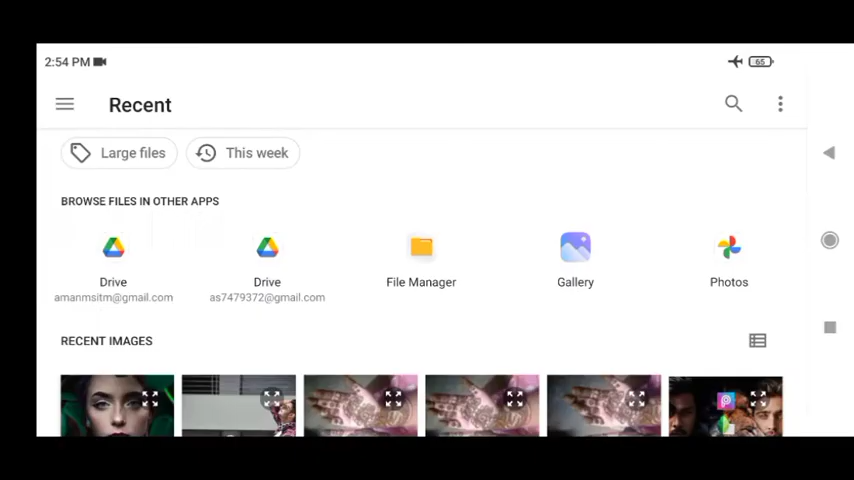 2:54 PM
65
Recent
Large files
This week
BROWSE FILES IN OTHER APPS
Drive
amanmsitm@gmail.com
Drive
as7479372@gmail.com
File Manager
Gallery
Photos
RECENT IMAGES